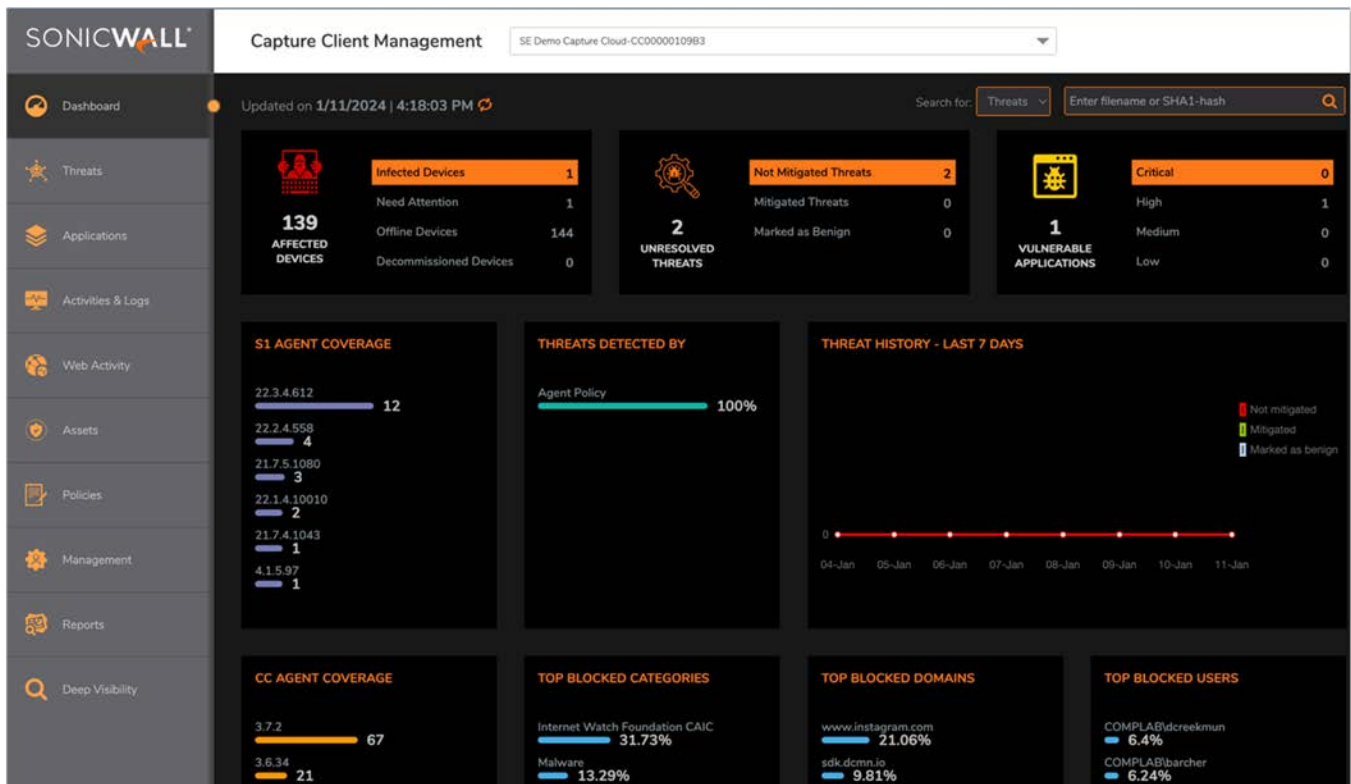 SONICWALL
Capture Client Management
SE Demo Capture Cloud-CC00000109B3
Dashboard
Threats
Applications
Activities & Logs
Web Activity
Assets
Policies
Management
Reports
Deep Visibility
Updated on 1/11/2024 | 4:18:03 PM
Search for: Threats Enter filename or SHA1-hash
139
AFFECTED
DEVICES
Infected Devices 1
Need Attention 1
Offline Devices 144
Decommissioned Devices 0
2
UNRESOLVED
THREATS
Not Mitigated Threats 2
Mitigated Threats 0
Marked as Benign 0
1
VULNERABLE
APPLICATIONS
Critical 0
High 1
Medium 0
Low 0
S1 AGENT COVERAGE
22.3.4.612
12
22.2.4.558
4
21.7.5.1080
3
22.1.4.10010
2
21.7.4.1043
1
4.1.5.97
1
THREATS DETECTED BY
Agent Policy
100%
THREAT HISTORY - LAST 7 DAYS
Not mitigated
Mitigated
Marked as benign
0
04-Jan 05-Jan 06-Jan 07-Jan 08-Jan 09-Jan 10-Jan 11-Jan
CC AGENT COVERAGE
3.7.2
67
3.6.34
21
TOP BLOCKED CATEGORIES
Internet Watch Foundation CAIC
31.73%
Malware
13.29%
TOP BLOCKED DOMAINS
www.instagram.com
21.06%
sdk.dcmn.io
9.81%
TOP BLOCKED USERS
COMPLAB\dcreekmun
6.4%
COMPLAB\barcher
6.24%